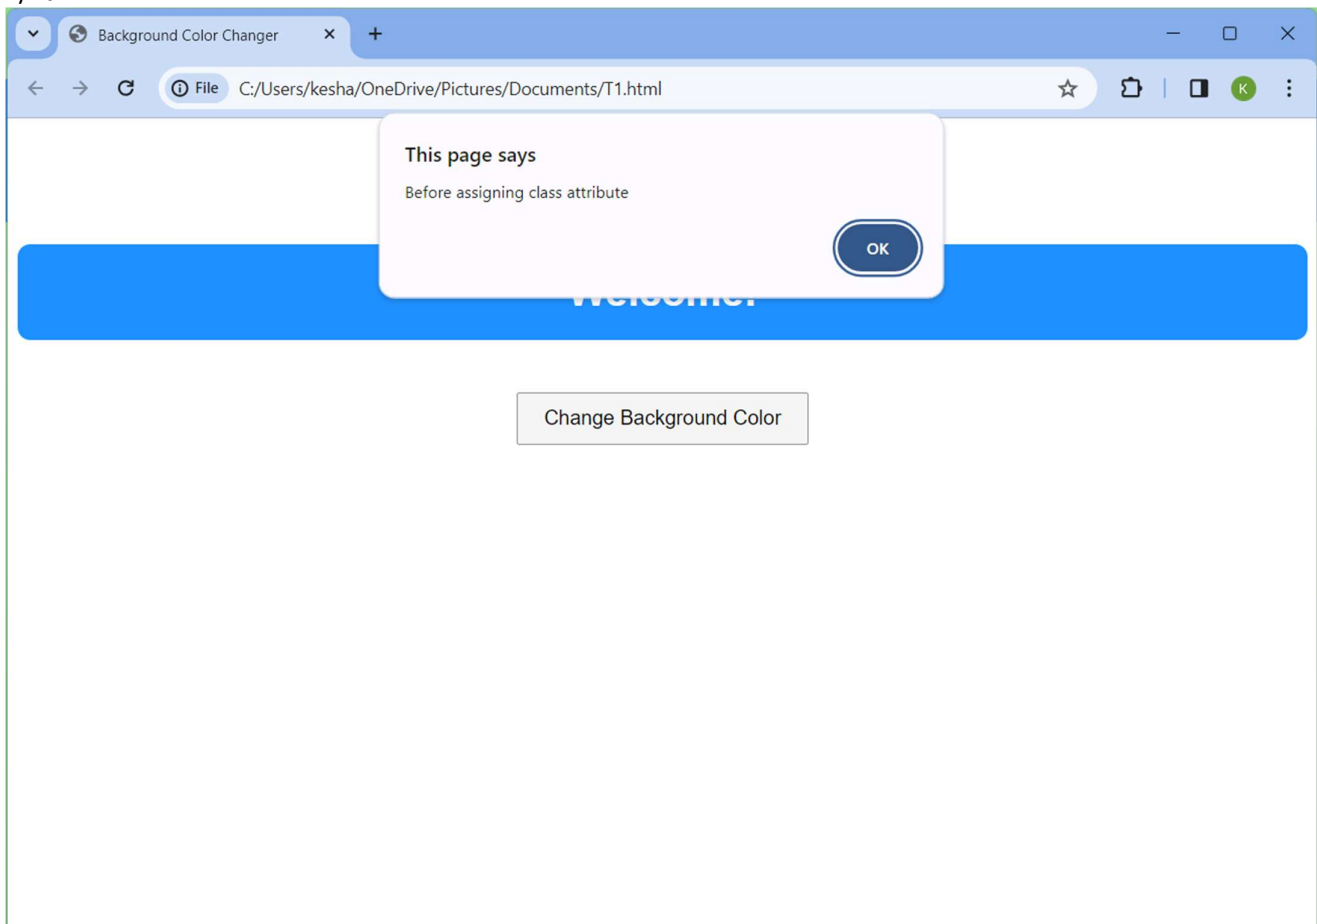 Background Color Changer
File C:/Users/kesha/OneDrive/Pictures/Documents/T1.html
K
This page says
Before assigning class attribute
OK
Welcome!
Change Background Color